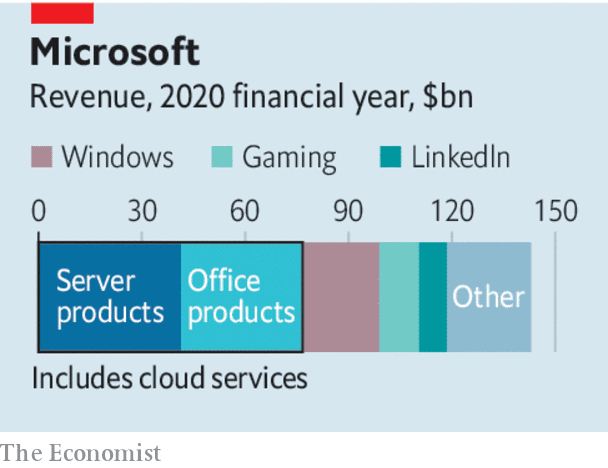 Microsoft
Revenue, 2020 financial year, $bn
Windows Gaming LinkedIn
0 30 60 90 120 150
Server
products
Office
products
Other
Includes cloud services
The Economist